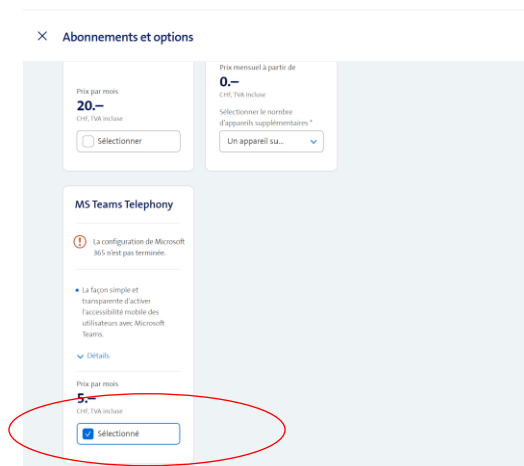 Abonnements et options
Prix par mois
20.–
CHF, TVA incluse
Sélectionner
Prix mensuel à partir de
0.–
CHF, TVA incluse
Sélectionner le nombre
d'appareils supplémentaires *
Un appareil su...
MS Teams Telephony
La configuration de Microsoft
365 n'est pas terminée.
La façon simple et
transparente d'activer
l'accessibilité mobile des
utilisateurs avec Microsoft
Teams.
Détails
Prix par mois
5.–
CHF, TVA incluse
Sélectionné